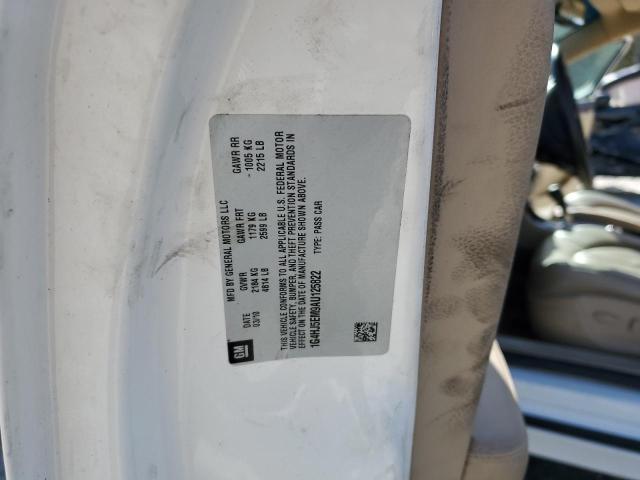 GM
MFD BY GENERAL MOTORS LLC
DATE GVWR GAWR FRT GAWR RR
03/10 2184 KG 1179 KG - 1005 KG
4814 LB 2599 LB 2215 LB
THIS VEHICLE CONFORMS TO ALL APPLICABLE U.S. FEDERAL MOTOR
VEHICLE SAFETY, BUMPER, AND THEFT PREVENTION STANDARDS IN
EFFECT ON THE DATE OF MANUFACTURE SHOWN ABOVE.
1G4HJ5EM9AU125822 TYPE: PASS CAR